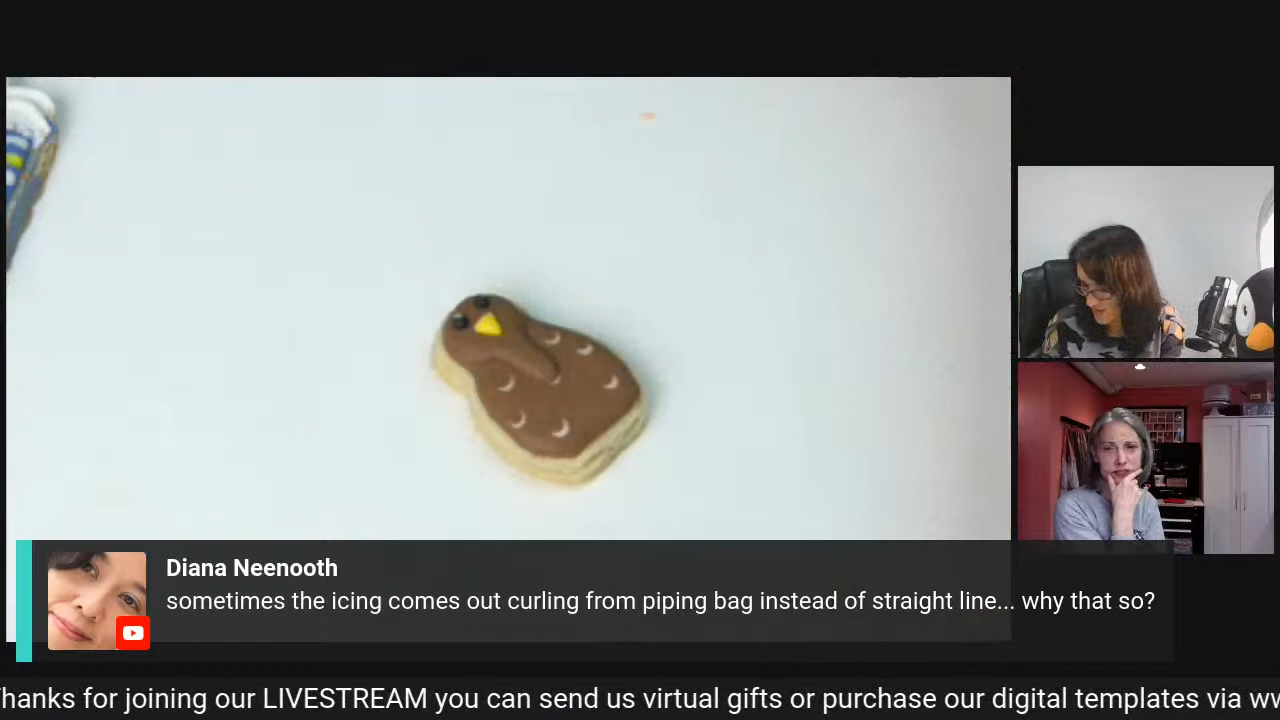 Diana Neenooth
sometimes the icing comes out curling from piping bag instead of straight line... why that so?
hanks for joining our LIVESTREAM you can send us virtual gifts or purchase our digital templates via